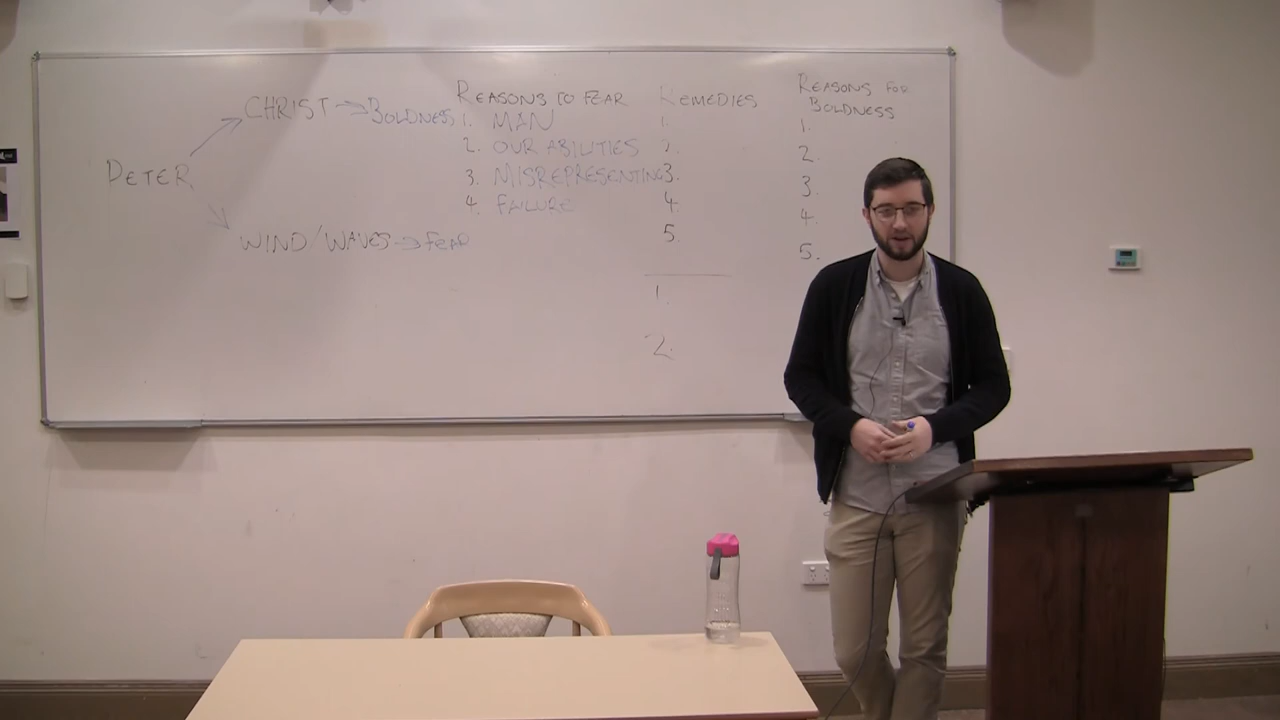 PETER
CHRIST → BOLDNESS
WIND/WAVES → FEAR
REASONS TO FEAR
1. MAN
2. OUR ABILITIES
3. MISREPRESENTING
4. FAILURE
REMEDIES
1.
2.
3.
4.
5.
1.
2.
REASONS FOR
BOLDNESS
1.
2.
3.
4.
5.